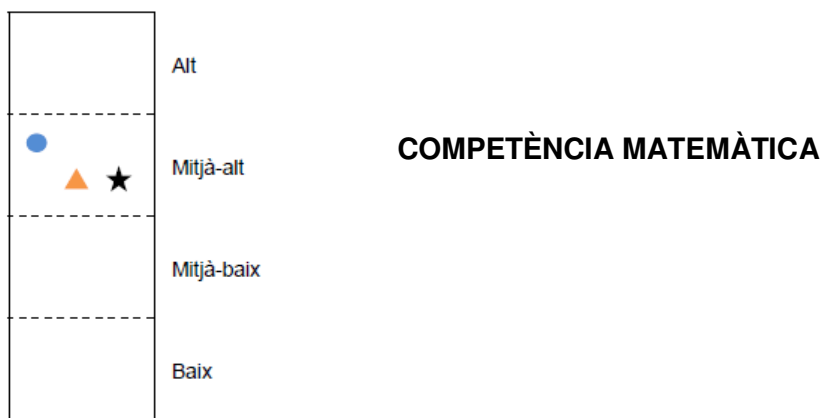 Alt
COMPETÈNCIA MATEMÀTICA
Mitjà-alt
Mitjà-baix
Baix